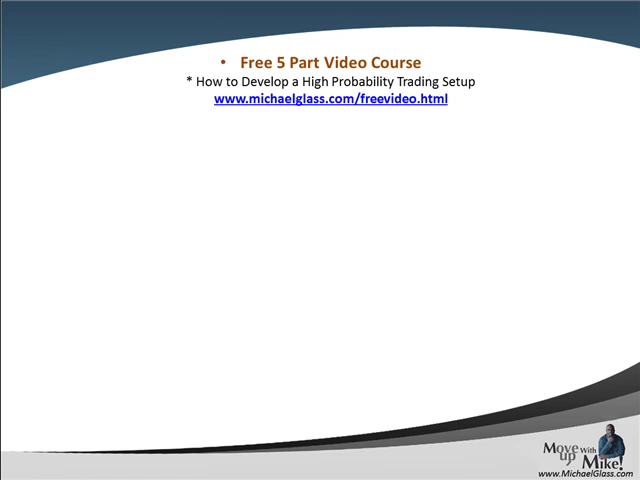 • Free 5 Part Video Course
* How to Develop a High Probability Trading Setup
www.michaelglass.com/freevideo.html
Move up With Mike!
www.MichaelGlass.com